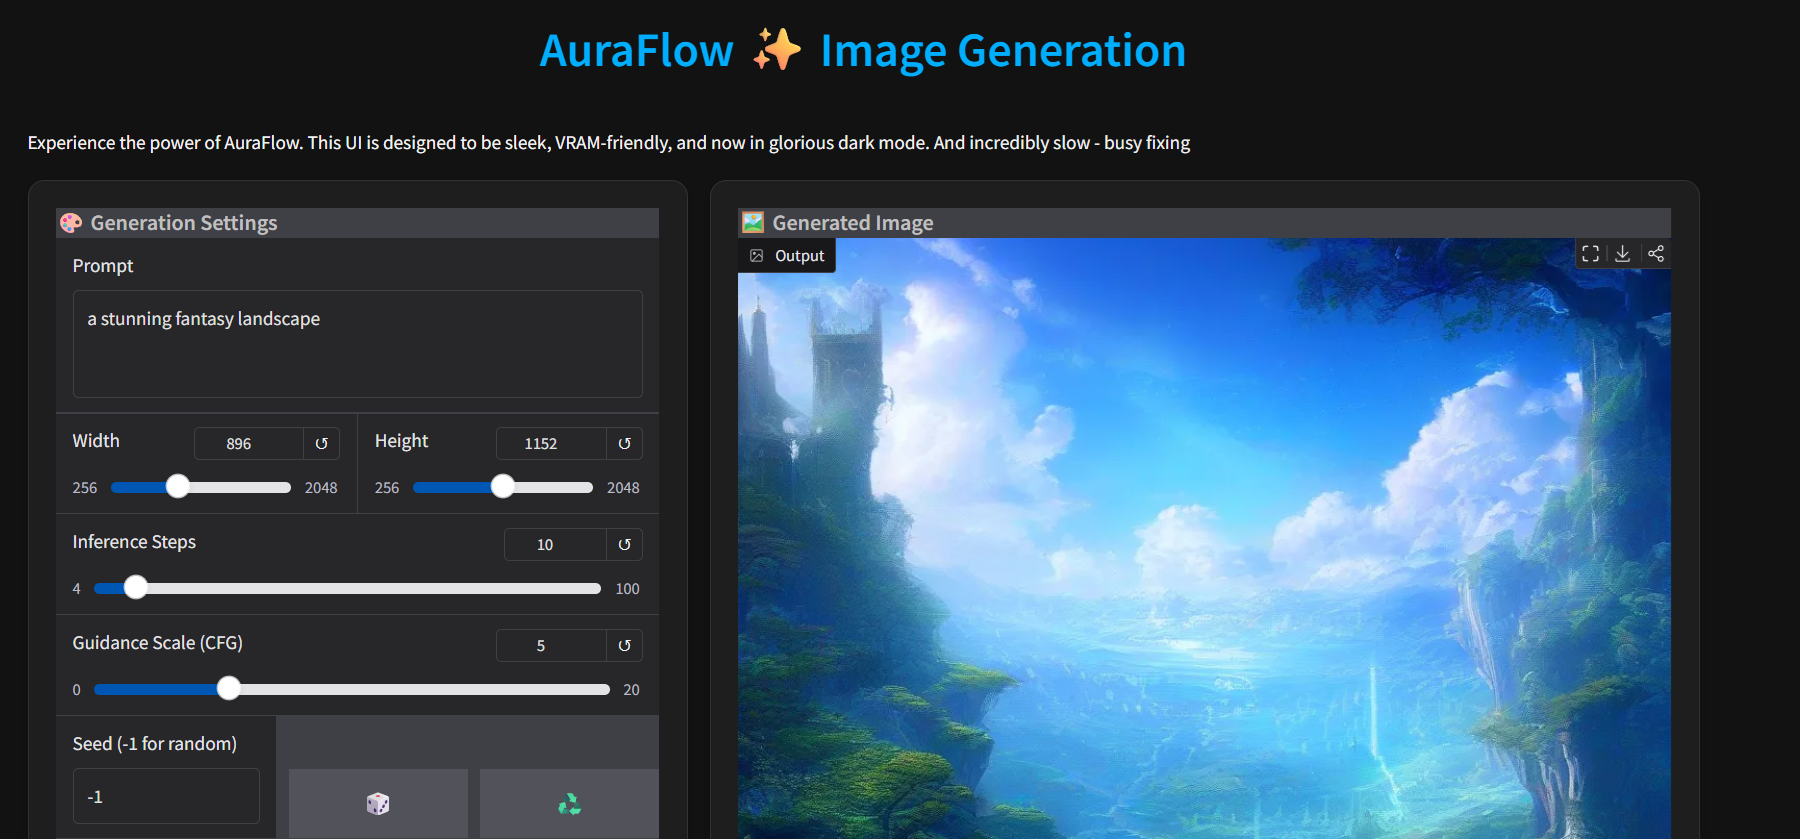 AuraFlow ✨ Image Generation
Experience the power of AuraFlow. This UI is designed to be sleek, VRAM-friendly, and now in glorious dark mode. And incredibly slow - busy fixing
🎨 Generation Settings
Prompt
a stunning fantasy landscape
Width 896 ↺
256 2048
Height 1152 ↺
256 2048
Inference Steps 10 ↺
4 100
Guidance Scale (CFG) 5 ↺
0 20
Seed (-1 for random)
-1
🎲 ♻️
🖼️ Generated Image
Output